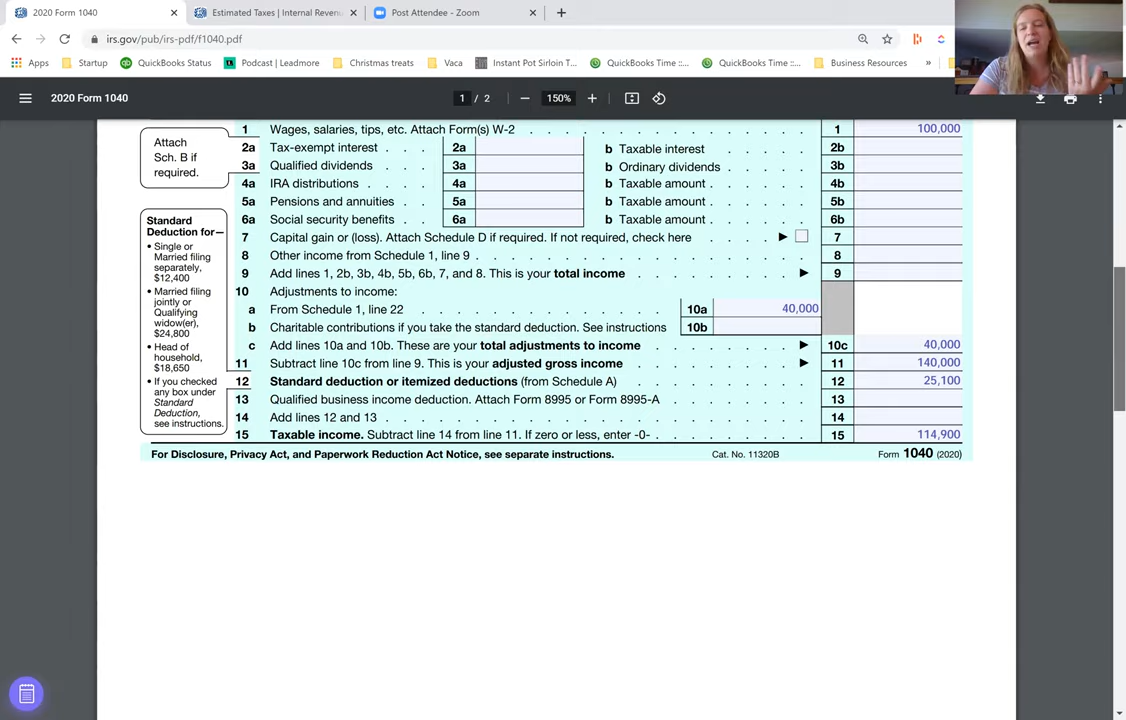 2020 Form 1040
Estimated Taxes | Internal Reven
Post Attendee - Zoom
irs.gov/pub/irs-pdf/f1040.pdf
Apps
Startup
QuickBooks Status
Podcast | Leadmore
Christmas treats
Vaca
Instant Pot Sirloin T...
QuickBooks Time ::...
QuickBooks Time ::...
Business Resources
»
2020 Form 1040
1 / 2
150%
Attach Sch. B if required.
1 Wages, salaries, tips, etc. Attach Form(s) W-2 . . . . . . . . . . . . . . . . 1 100,000
2a Tax-exempt interest . . . 2a b Taxable interest . . . . . 2b
3a Qualified dividends . . . 3a b Ordinary dividends . . . . . 3b
4a IRA distributions . . . . 4a b Taxable amount . . . . . . 4b
5a Pensions and annuities . . 5a b Taxable amount . . . . . . 5b
6a Social security benefits . . 6a b Taxable amount . . . . . . 6b
7 Capital gain or (loss). Attach Schedule D if required. If not required, check here . . . . ▶ 7
8 Other income from Schedule 1, line 9 . . . . . . . . . . . . . . . . . . . 8
9 Add lines 1, 2b, 3b, 4b, 5b, 6b, 7, and 8. This is your total income . . . . . . . . . ▶ 9
10 Adjustments to income:
a From Schedule 1, line 22 . . . . . . . . . . . . . 10a 40,000
b Charitable contributions if you take the standard deduction. See instructions 10b
c Add lines 10a and 10b. These are your total adjustments to income . . . . . . . . ▶ 10c 40,000
11 Subtract line 10c from line 9. This is your adjusted gross income . . . . . . . . . ▶ 11 140,000
12 Standard deduction or itemized deductions (from Schedule A) . . . . . . . . . . 12 25,100
13 Qualified business income deduction. Attach Form 8995 or Form 8995-A . . . . . . . . 13
14 Add lines 12 and 13 . . . . . . . . . . . . . . . . . . . . . . . . 14
15 Taxable income. Subtract line 14 from line 11. If zero or less, enter -0- . . . . . . . . . 15 114,900
Standard
Deduction for—
• Single or
Married filing
separately,
$12,400
• Married filing
jointly or
Qualifying
widow(er),
$24,800
• Head of
household,
$18,650
• If you checked
any box under
Standard
Deduction,
see instructions.
For Disclosure, Privacy Act, and Paperwork Reduction Act Notice, see separate instructions. Cat. No. 11320B Form 1040 (2020)